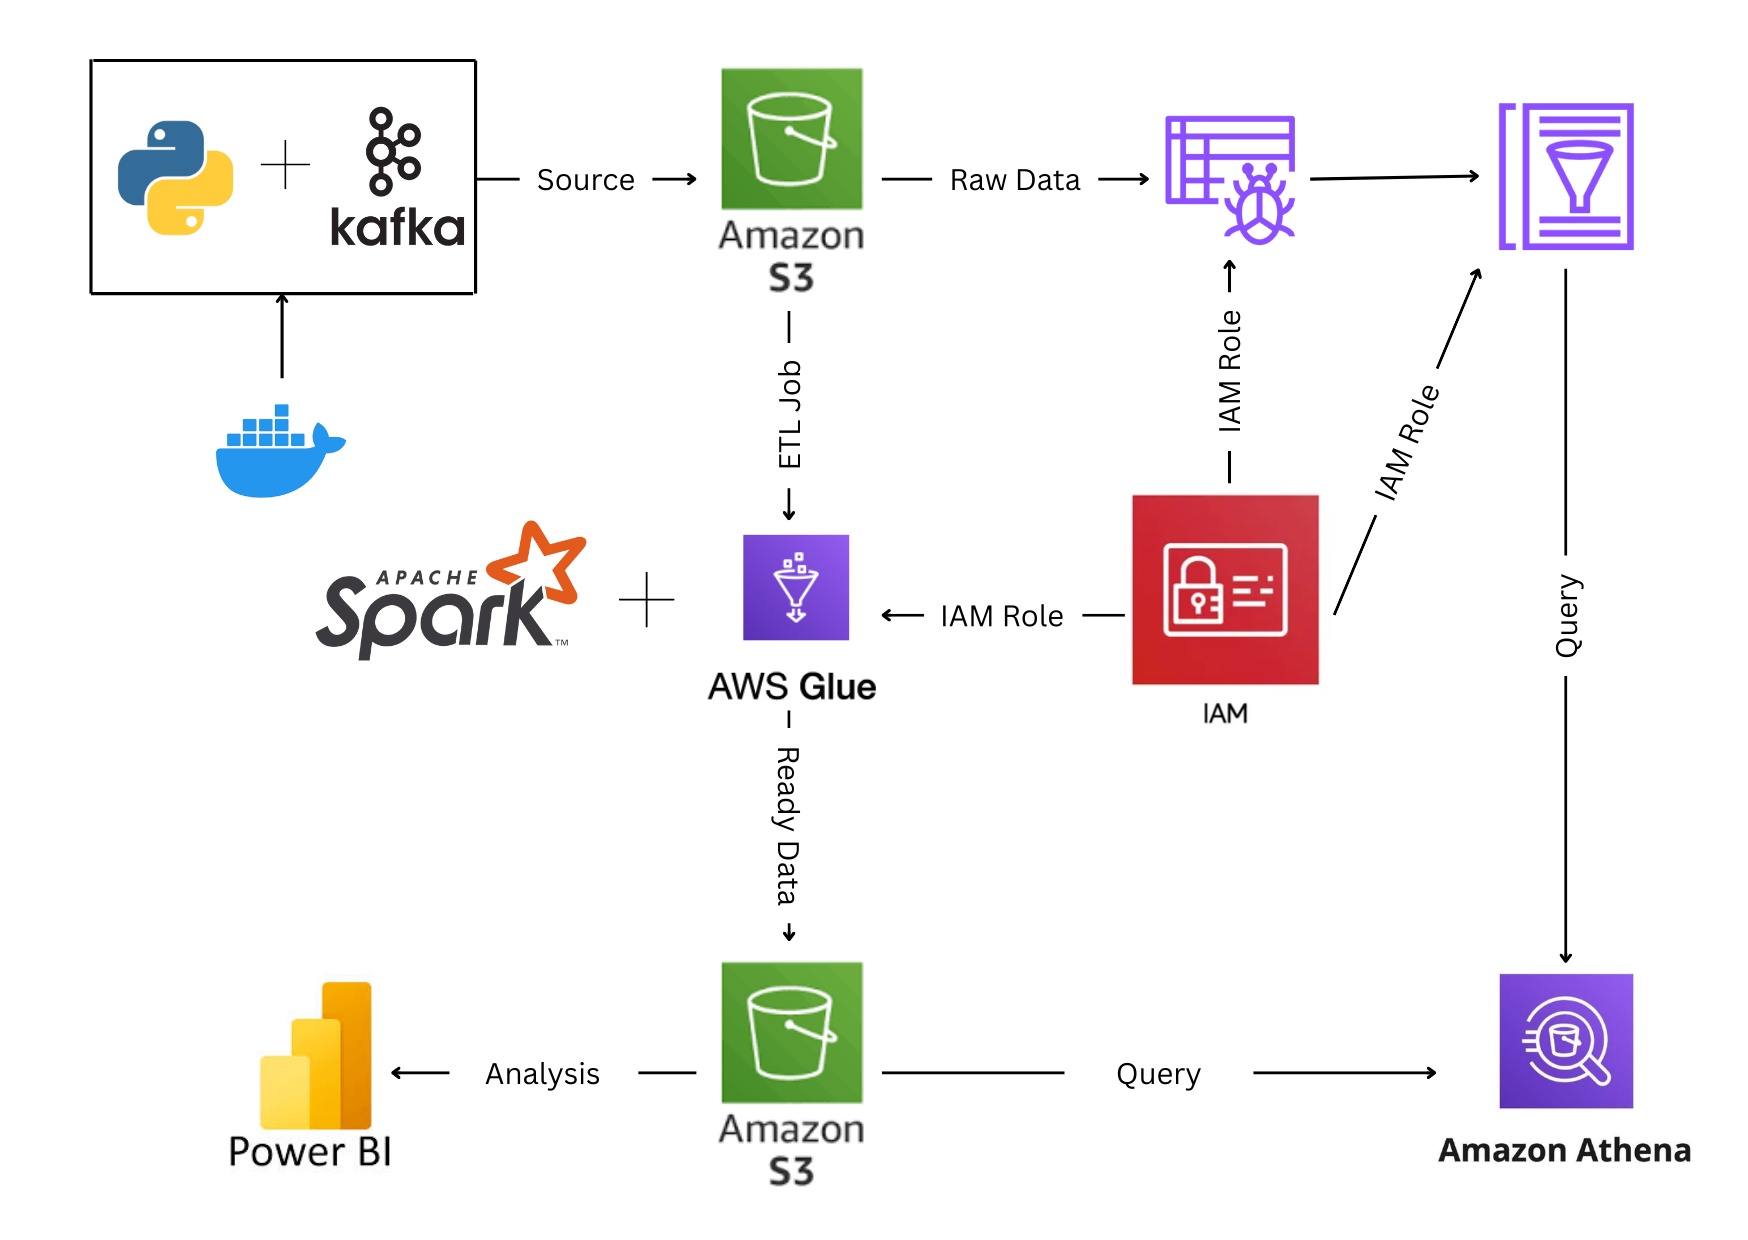 kafka
Source
Amazon
S3
Raw Data
ETL Job
IAM Role
IAM Role
Query
APACHE
Spark™
AWS Glue
IAM Role
IAM
Ready Data
Power BI
Analysis
Amazon
S3
Query
Amazon Athena